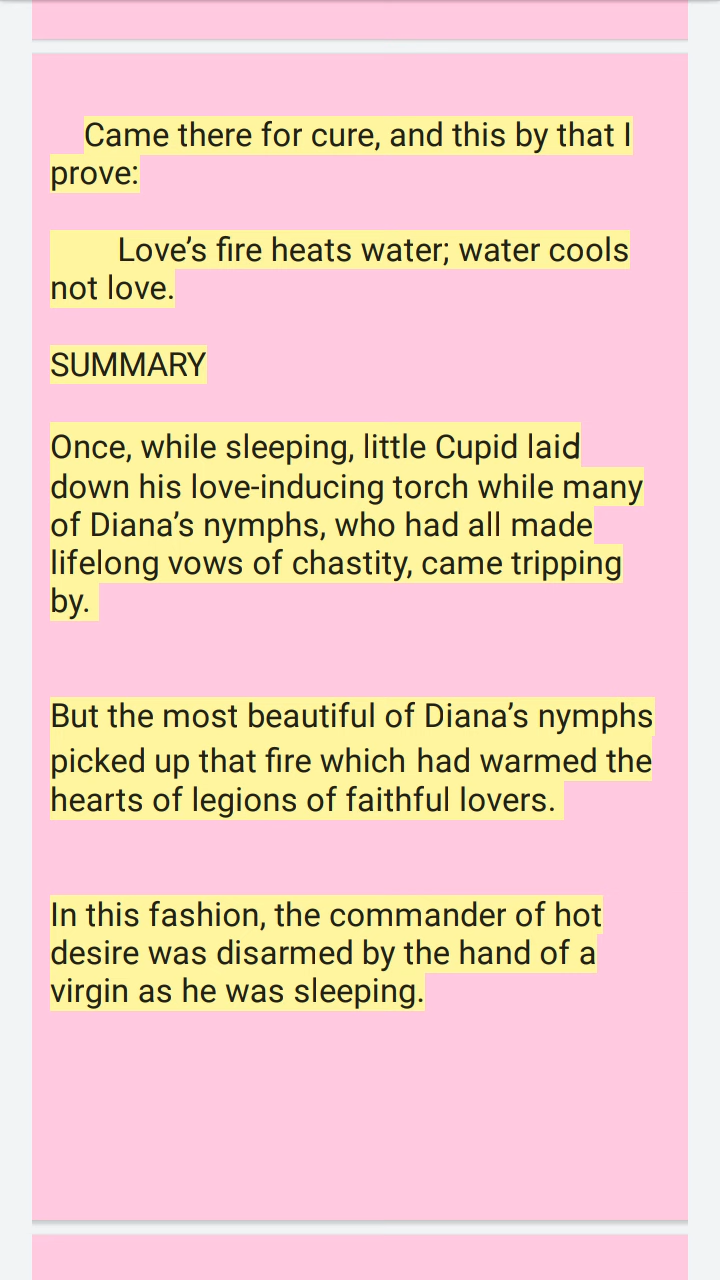 Came there for cure, and this by that I
prove:
Love’s fire heats water; water cools
not love.
SUMMARY
Once, while sleeping, little Cupid laid
down his love-inducing torch while many
of Diana’s nymphs, who had all made
lifelong vows of chastity, came tripping
by.
But the most beautiful of Diana’s nymphs
picked up that fire which had warmed the
hearts of legions of faithful lovers.
In this fashion, the commander of hot
desire was disarmed by the hand of a
virgin as he was sleeping.